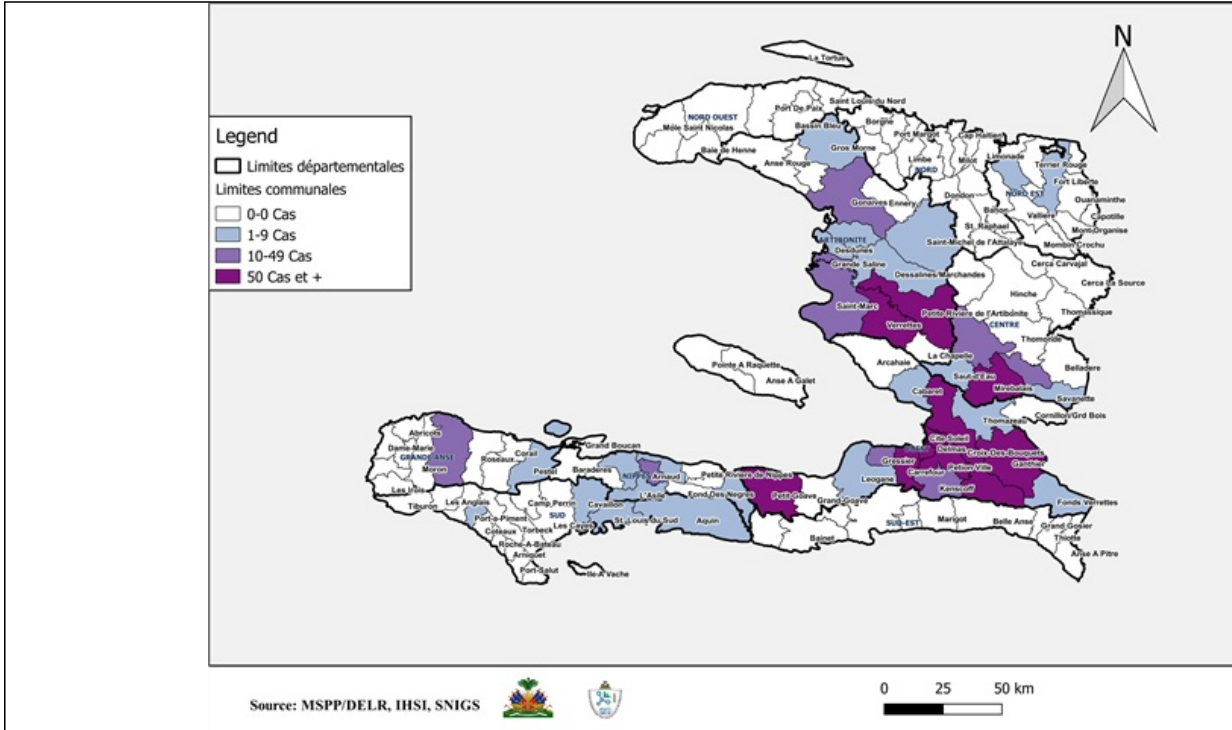 N
La Tortue
Saint Louis du Nord
Port De Paix
NORD OUEST
Bassin Bleu
Borgne
Môle Saint Nicolas
Port Margot
Cap Haitien
Baie de Henne
Gros Morne
Anse Rouge
Limbe
Milot
Limonade
NORD
Terrier Rouge
Fort Liberte
NORD EST
Gonaives
Ennery
Dondon
Ouanaminthe
Bahon
Valliere
Capotille
St. Raphael
Mont-Organise
ARTIBONITE
Saint-Michel de l'Attalaye
Mombin Crochu
Desdunes
Grande Saline
Cerca Carvajal
Dessalines/Marchandes
Cerca La Source
Hinche
Saint-Marc
Petite Rivière de l'Artibonite
Thomassique
Verrettes
CENTRE
Thomonde
La Chapelle
Arcahaie
Belladere
Pointe A Raquette
Saut-d'Eau
Anse A Galet
Mirebalais
Cabaret
Savanette
Thomazeau
Cornillon/Grd Bois
Abricots
Cite Soleil
Grand Boucan
Dame-Marie
Delmas
Croix-Des-Bouquets
GRANDE ANSE
Roseaux
Corail
Gressier
Ganthier
Moron
Pestel
Baraderes
Arnaud
Petite Riviere de Nippes
Carrefour
Petion Ville
Leogane
Kenscoff
Les Irois
L'Asile
Fond Des Negres
Petit Goave
Grand Goave
Fonds Verrettes
Tiburon
Les Anglais
Camp Perrin
Cavaillon
SUD
Port-a-Piment
St. Louis du Sud
Aquin
SUD-EST
Marigot
Belle Anse
Grand Gosier
Coteaux
Torbeck
Les Cayes
Roche-A-Bateau
Bainet
Thiotte
Arniquet
Anse A Pitre
Port-Salut
Ile A Vache
Legend
Limites départementales
Limites communales
0-0 Cas
1-9 Cas
10-49 Cas
50 Cas et +
Source: MSPP/DELR, IHSI, SNIGS
0 25 50 km